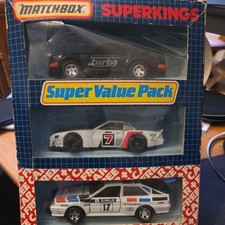 MATCHBOX SUPERKINGS
turbo
Super Value Pack
7
17